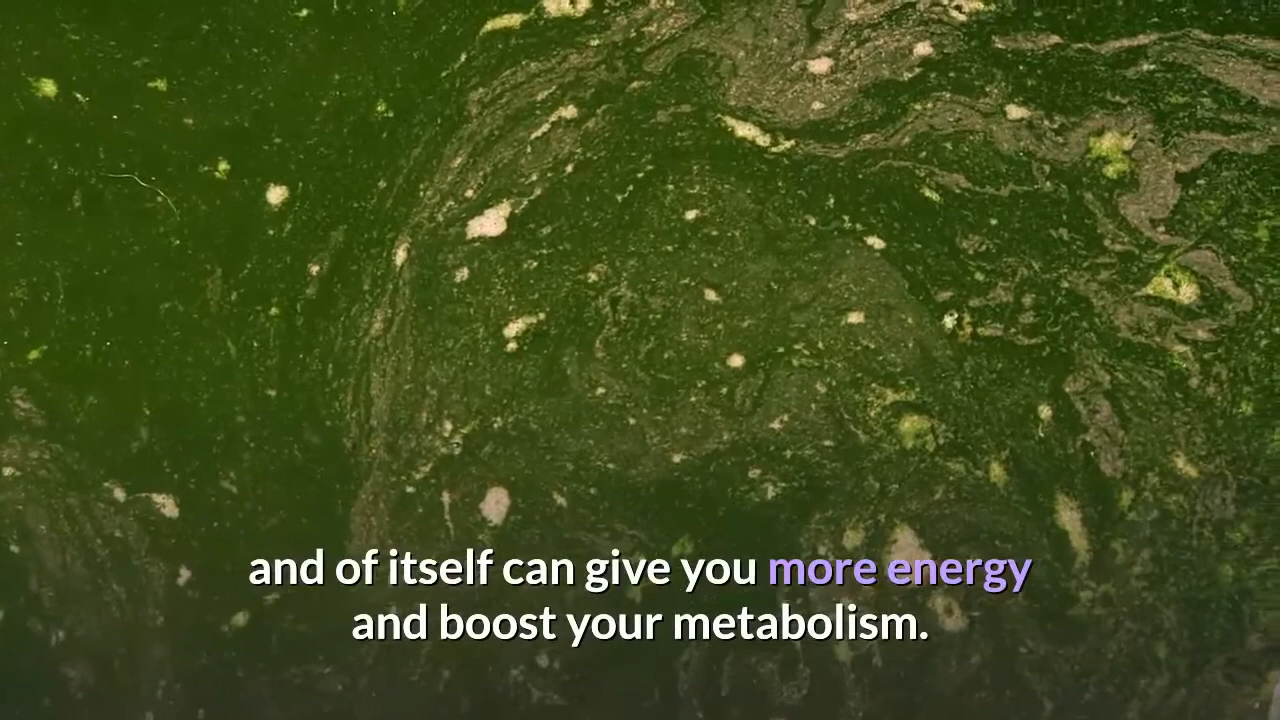 and of itself can give you more energy
and boost your metabolism.